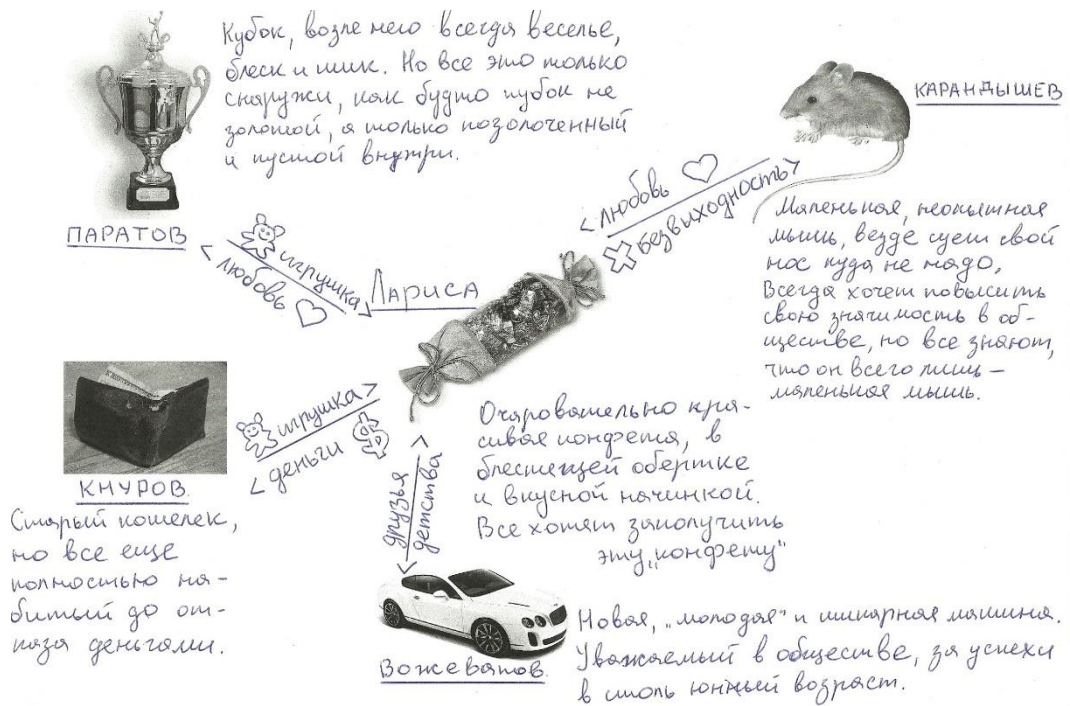 Кубок, возле него всегда веселье,
блеск и шик. Но все это только
снаружи, как будто кубок не
золотой, а только позолоченный
и пустой внутри.
ПАРАТОВ
КАРАНДЫШЕВ
< любовь
безвыходность >
Маленькая, неопытная
мышь, везде сует свой
нос куда не надо,
Всегда хочет повысить
свою значимость в об-
ществе, но все знают,
что он всего лишь –
маленькая мышь.
игрушка >
< любовь
Лариса
игрушка >
< деньги
КНУРОВ.
Старый кошелек,
но все еще
полностью на-
битый до от-
каза деньгами.
друзья
детства
Очаровательно кра-
сивая конфета, в
блестящей обертке
и вкусной начинкой.
Все хотят заполучить
эту „конфету"
Вожеватов.
Новая, „молодая" и шикарная машина.
Уважаемый в обществе, за успехи
в столь юнный возраст.